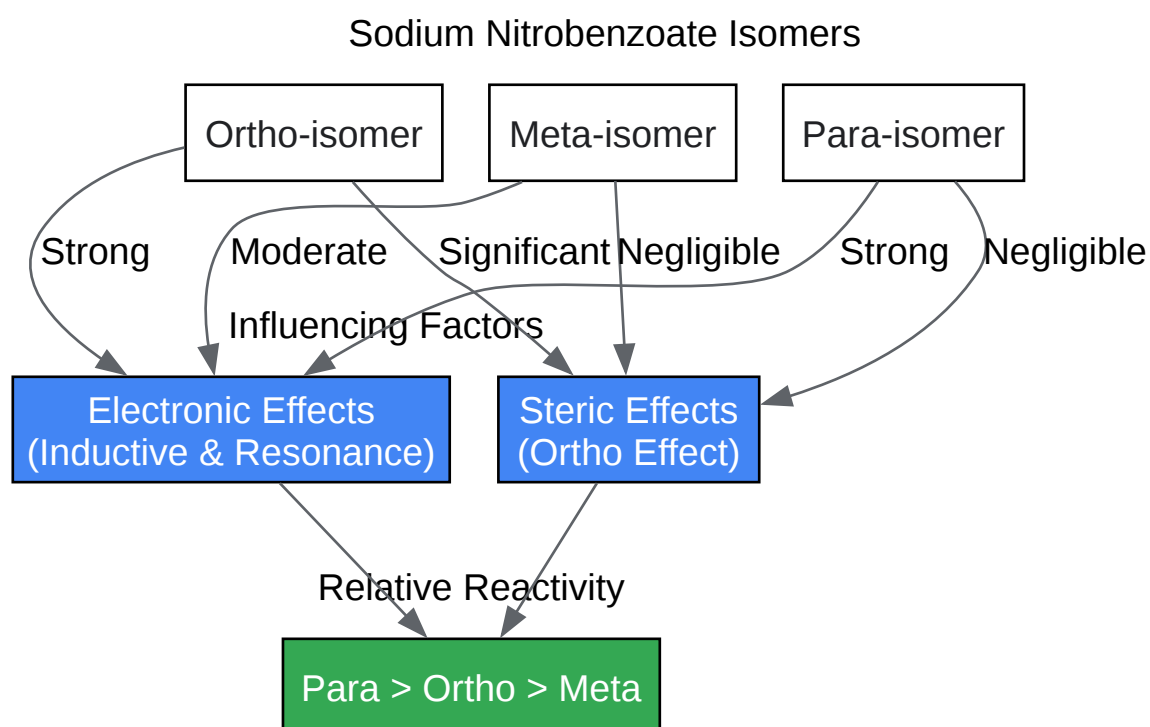 Sodium Nitrobenzoate Isomers
Ortho-isomer
Meta-isomer
Para-isomer
Strong
Moderate
Significant
Negligible
Strong
Negligible
Influencing Factors
Electronic Effects
(Inductive & Resonance)
Steric Effects
(Ortho Effect)
Relative Reactivity
Para > Ortho > Meta